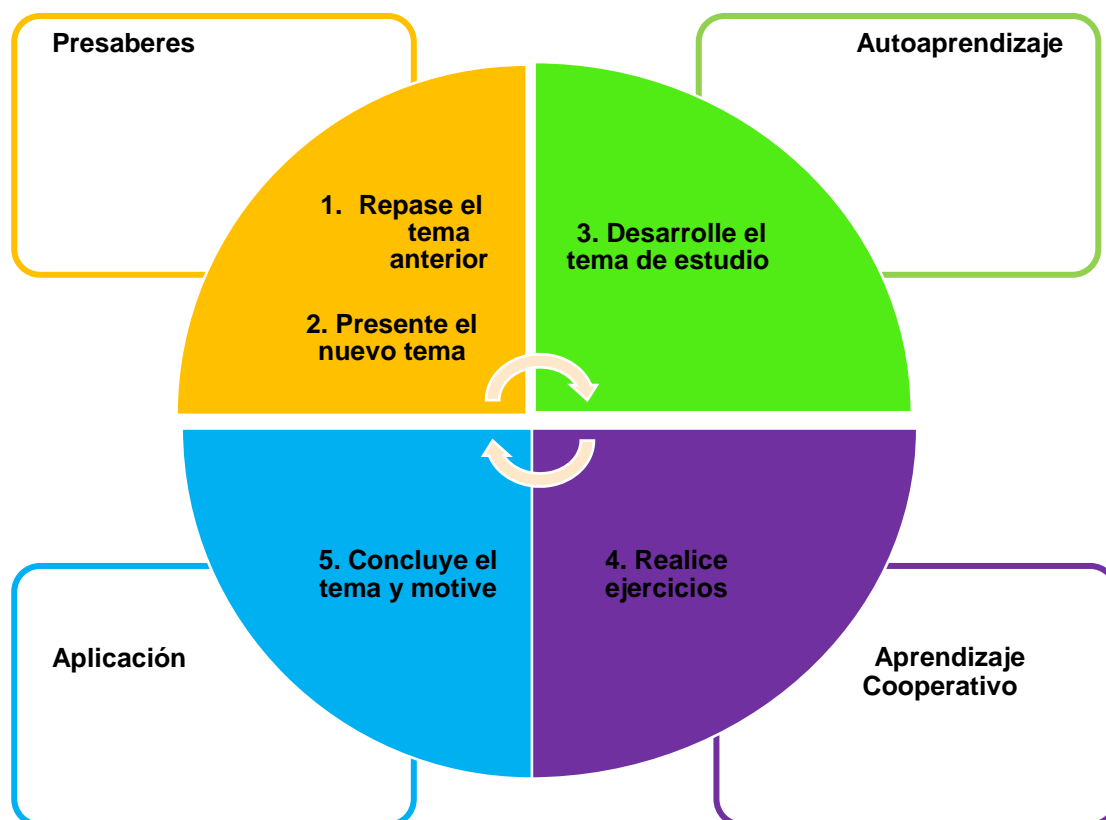 Presaberes
Autoaprendizaje
1. Repase el
tema
anterior
2. Presente el
nuevo tema
3. Desarrolle el
tema de estudio
5. Concluye el
tema y motive
4. Realice
ejercicios
Aplicación
Aprendizaje
Cooperativo